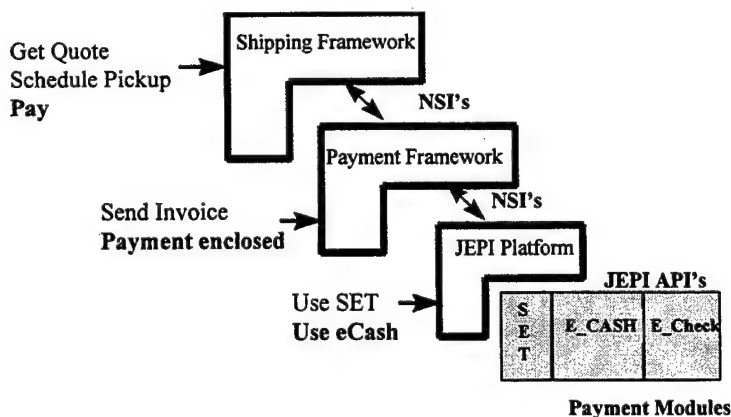 Shipping Framework
Get Quote
Schedule Pickup
Pay
NSI's
Payment Framework
Send Invoice
Payment enclosed
NSI's
JEPI Platform
JEPI API's
Use SET
Use eCash
SET
E_CASH
E_Check
Payment Modules